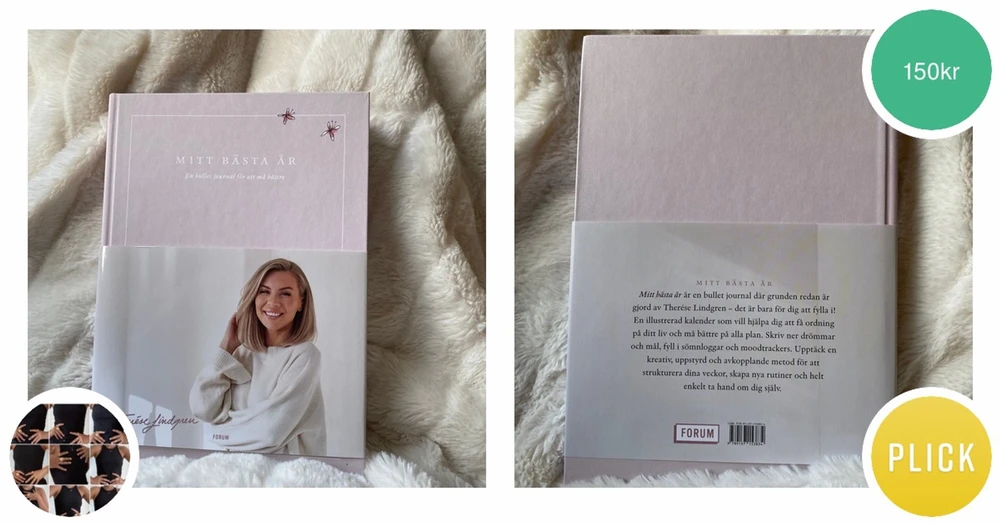 MITT BÄSTA ÅR
En bullet journal för att må bättre
Therése Lindgren
FORUM
150kr
MITT BÄSTA ÅR
Mitt bästa år är en bullet journal där grunden redan är
gjord av Therése Lindgren – det är bara för dig att fylla i!
En illustrerad kalender som vill hjälpa dig att få ordning
på ditt liv och må bättre på alla plan. Skriv ner drömmar
och mål, fyll i sömnloggar och moodtrackers. Upptäck en
kreativ, uppstyrd och avkopplande metod för att
strukturera dina veckor, skapa nya rutiner och helt
enkelt ta hand om dig själv.
FORUM
PLICK